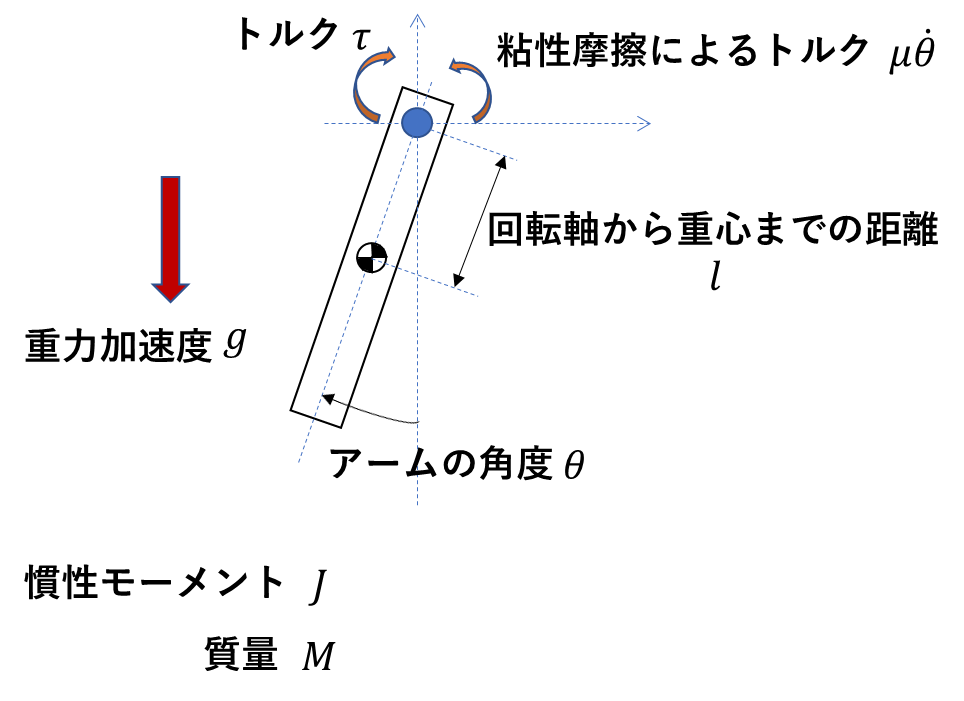 トルク τ
粘性摩擦によるトルク μθ̇
回転軸から重心までの距離
l
重力加速度 g
アームの角度 θ
慣性モーメント J
質量 M